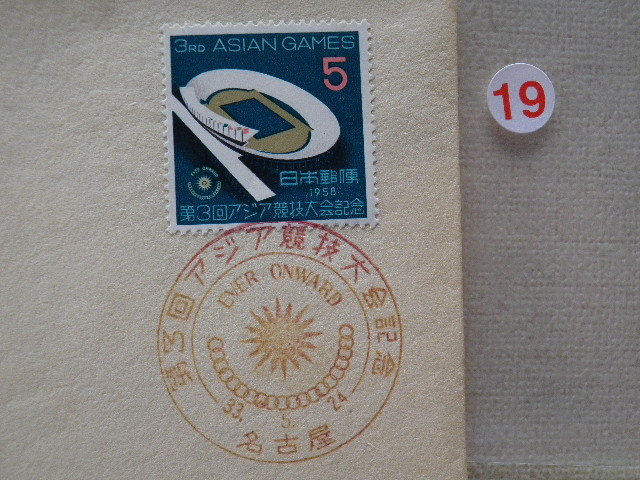 3RD ASIAN GAMES
5
日本郵便
1958
第3回アジア競技大会記念
19
第3回アジア競技大会記念
EVER ONWARD
33. 5. 24
名古屋